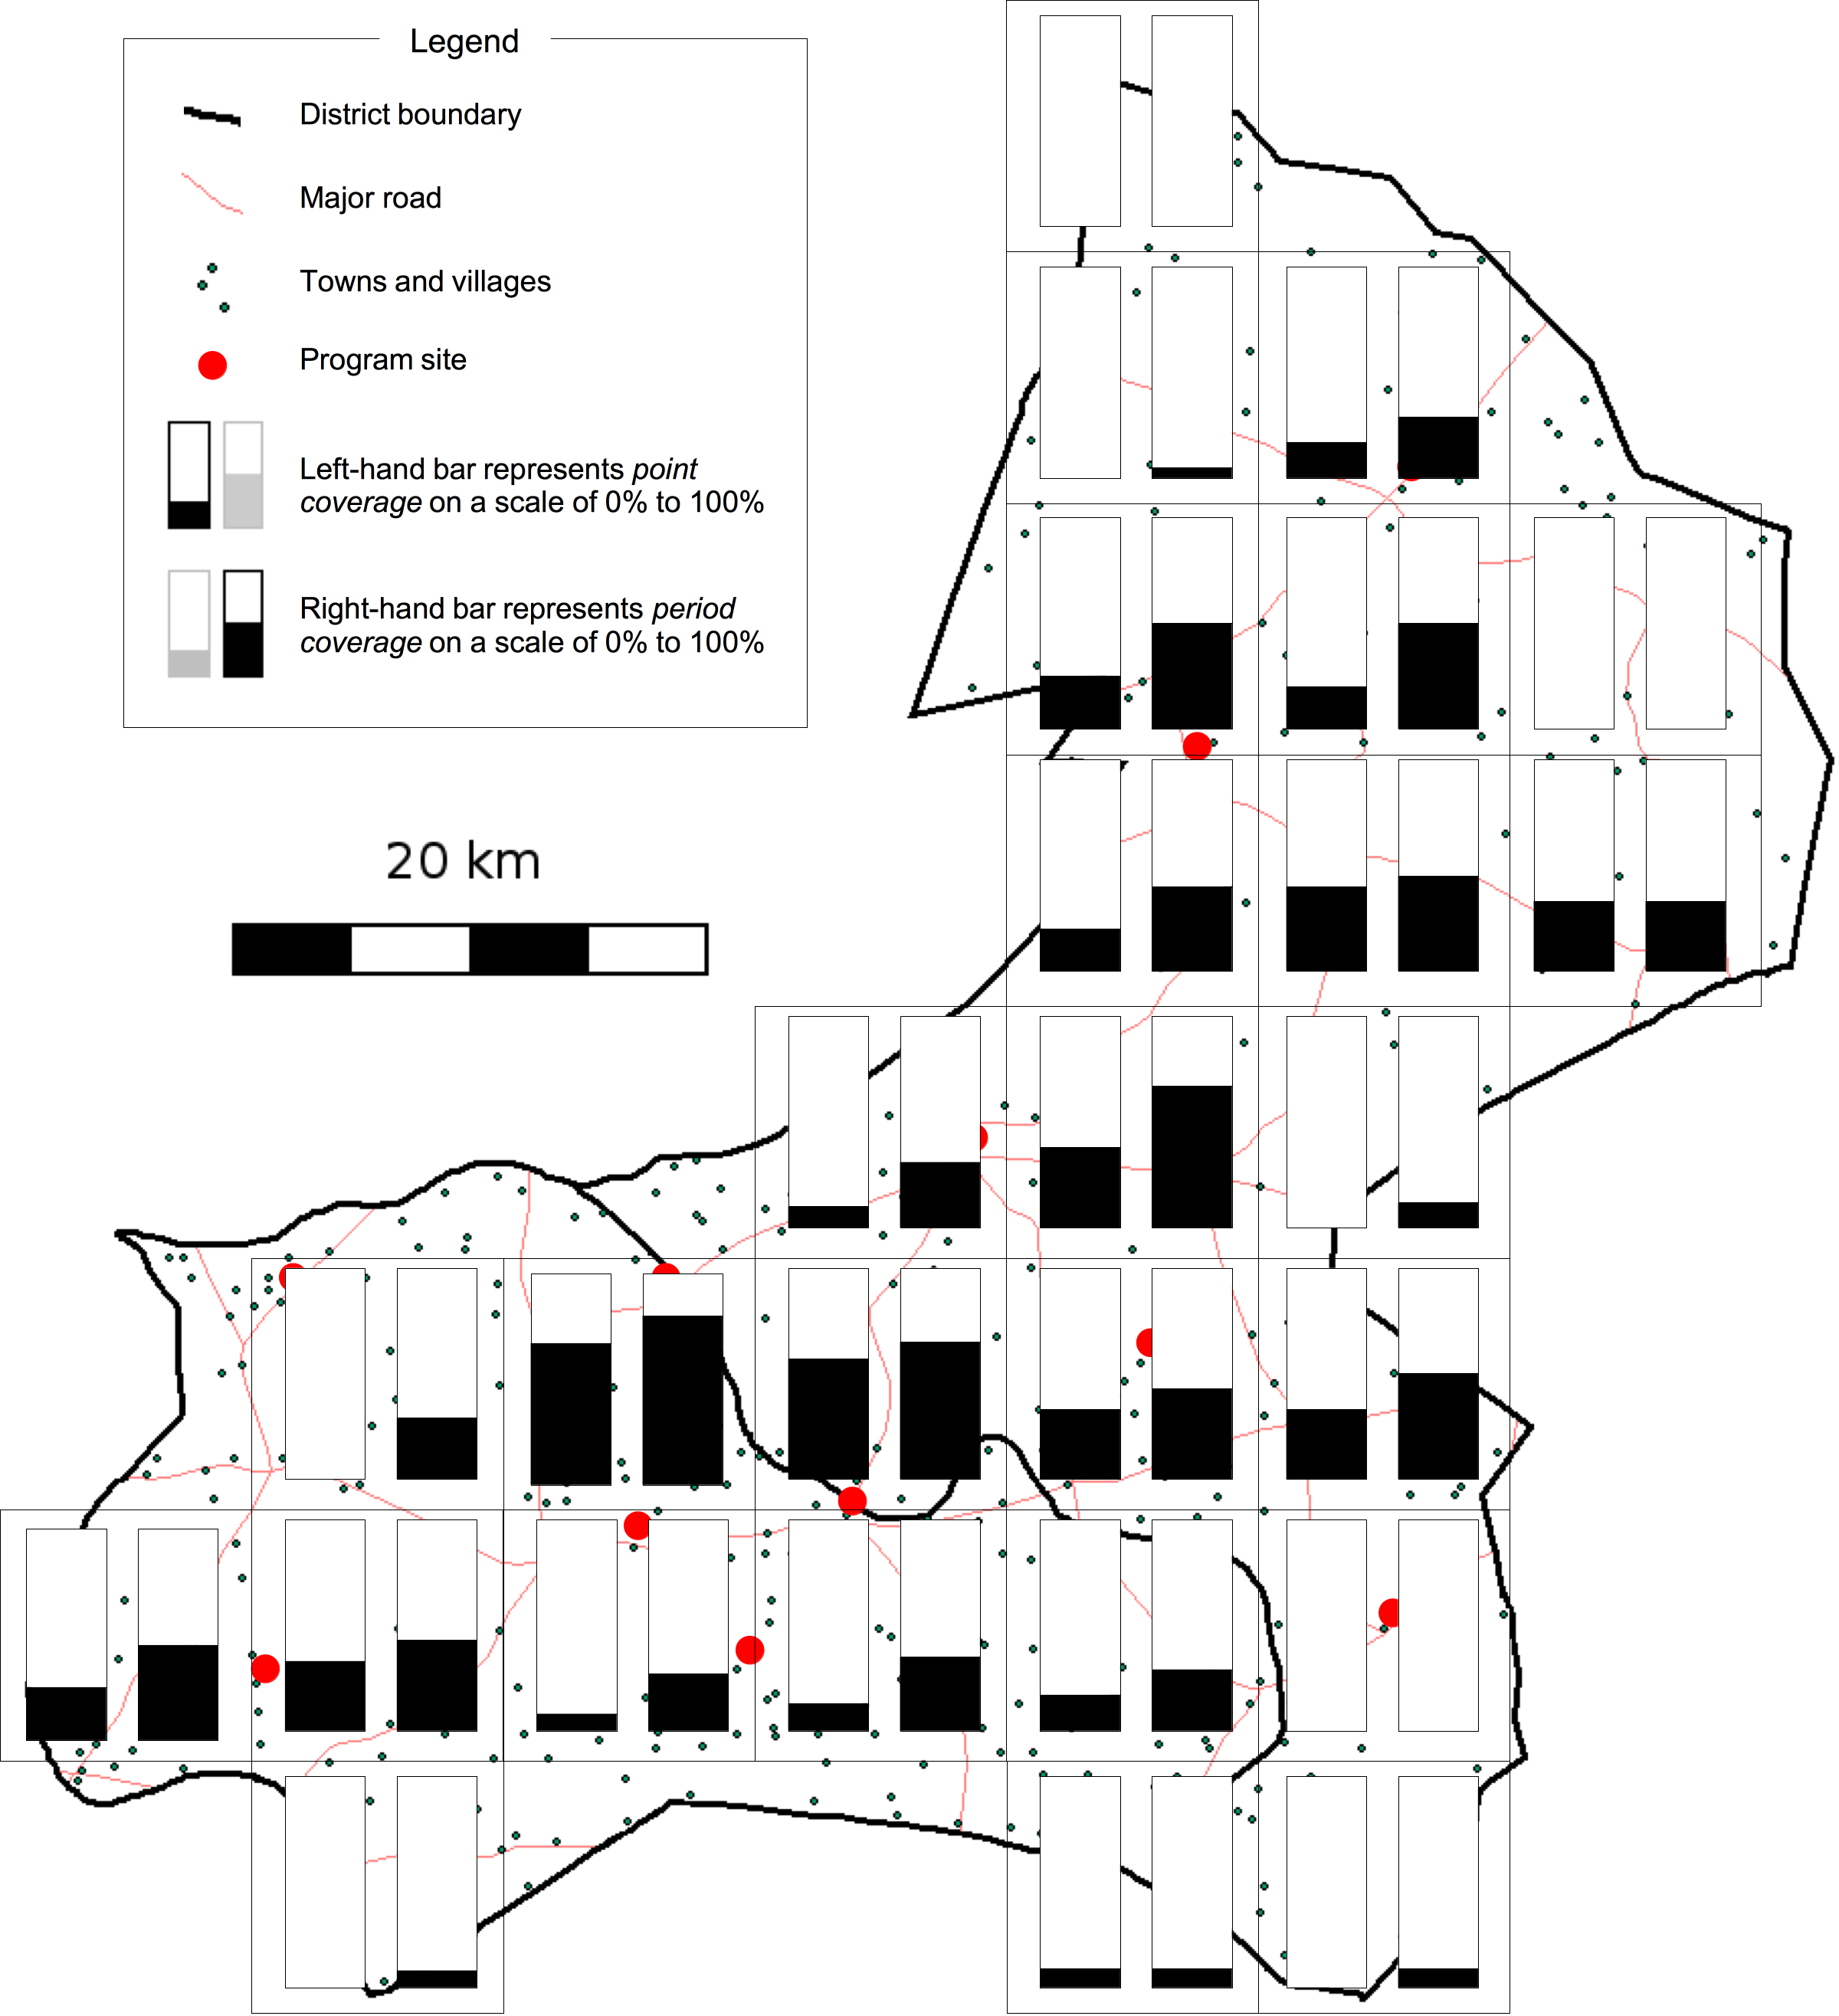 Legend
District boundary
Major road
Towns and villages
Program site
Left-hand bar represents point
coverage on a scale of 0% to 100%
Right-hand bar represents period
coverage on a scale of 0% to 100%
20 km